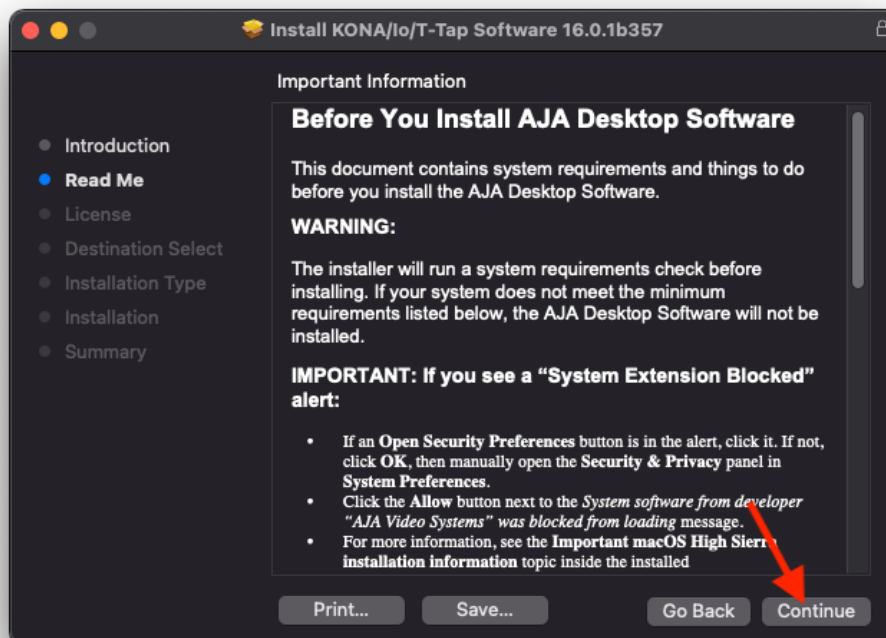 Install KONA/Io/T-Tap Software 16.0.1b357
Important Information
Introduction
Read Me
License
Destination Select
Installation Type
Installation
Summary
Before You Install AJA Desktop Software
This document contains system requirements and things to do
before you install the AJA Desktop Software.
WARNING:
The installer will run a system requirements check before
installing. If your system does not meet the minimum
requirements listed below, the AJA Desktop Software will not be
installed.
IMPORTANT: If you see a “System Extension Blocked”
alert:
• If an Open Security Preferences button is in the alert, click it. If not,
click OK, then manually open the Security & Privacy panel in
System Preferences.
• Click the Allow button next to the System software from developer
“AJA Video Systems” was blocked from loading message.
• For more information, see the Important macOS High Sierra
installation information topic inside the installed
Print...
Save...
Go Back
Continue